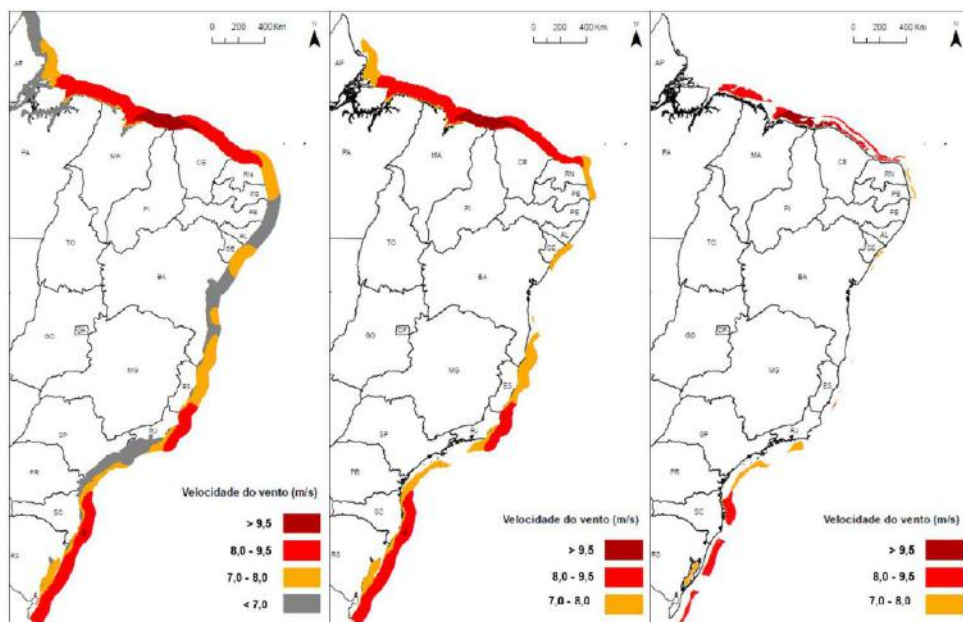 0 200 400 Km
N
AP
PA
MA
CE
RN
PB
PE
AL
SE
PI
TO
BA
GO
DF
MG
ES
SP
RJ
PR
SC
RS
Velocidade do vento (m/s)
> 9,5
8,0 - 9,5
7,0 - 8,0
< 7,0
0 200 400 Km
N
AP
PA
MA
CE
RN
PB
PE
AL
SE
PI
TO
BA
GO
DF
MG
ES
SP
RJ
PR
SC
RS
Velocidade do vento (m/s)
> 9,5
8,0 - 9,5
7,0 - 8,0
0 200 400 Km
N
AP
PA
MA
CE
RN
PB
PE
AL
SE
PI
TO
BA
GO
DF
MG
ES
SP
RJ
PR
SC
RS
Velocidade do vento (m/s)
> 9,5
8,0 - 9,5
7,0 - 8,0